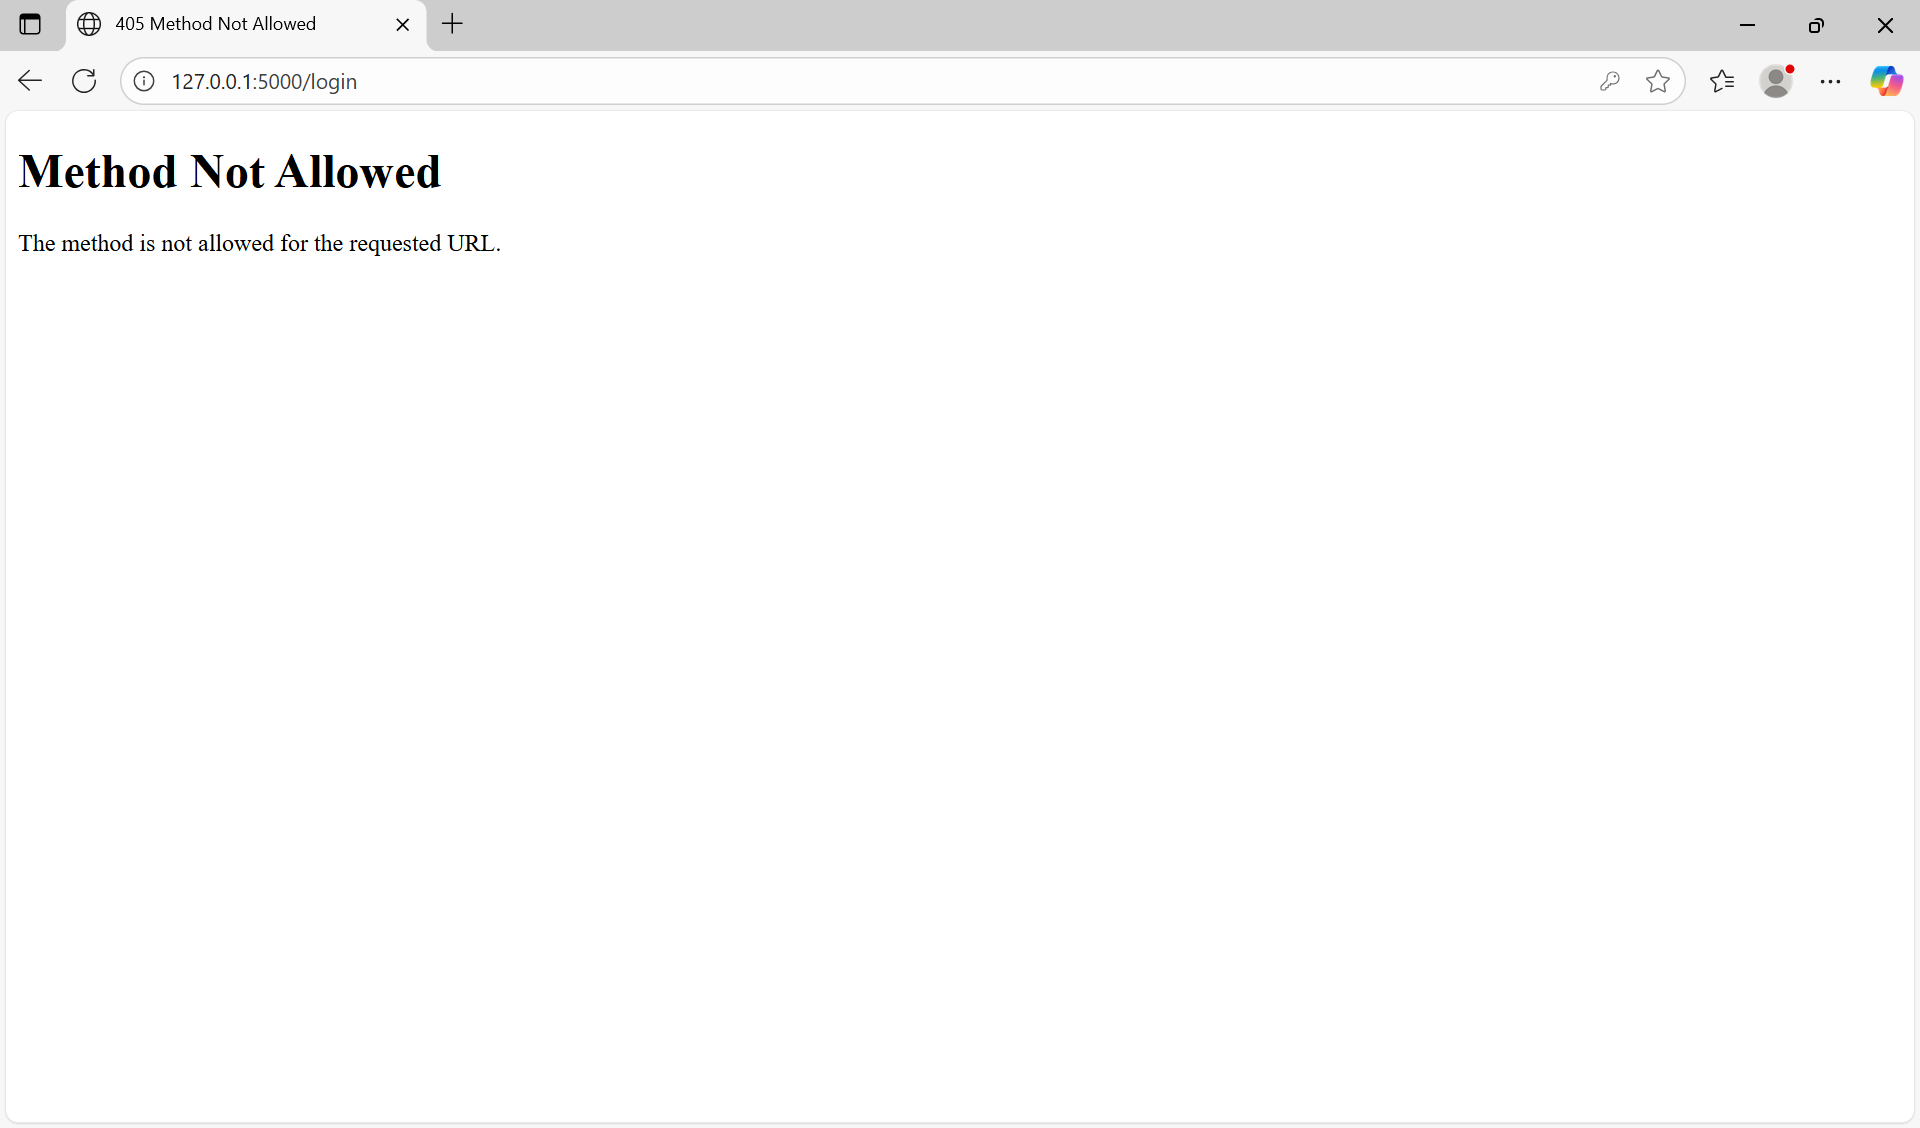 405 Method Not Allowed
127.0.0.1:5000/login
Method Not Allowed
The method is not allowed for the requested URL.